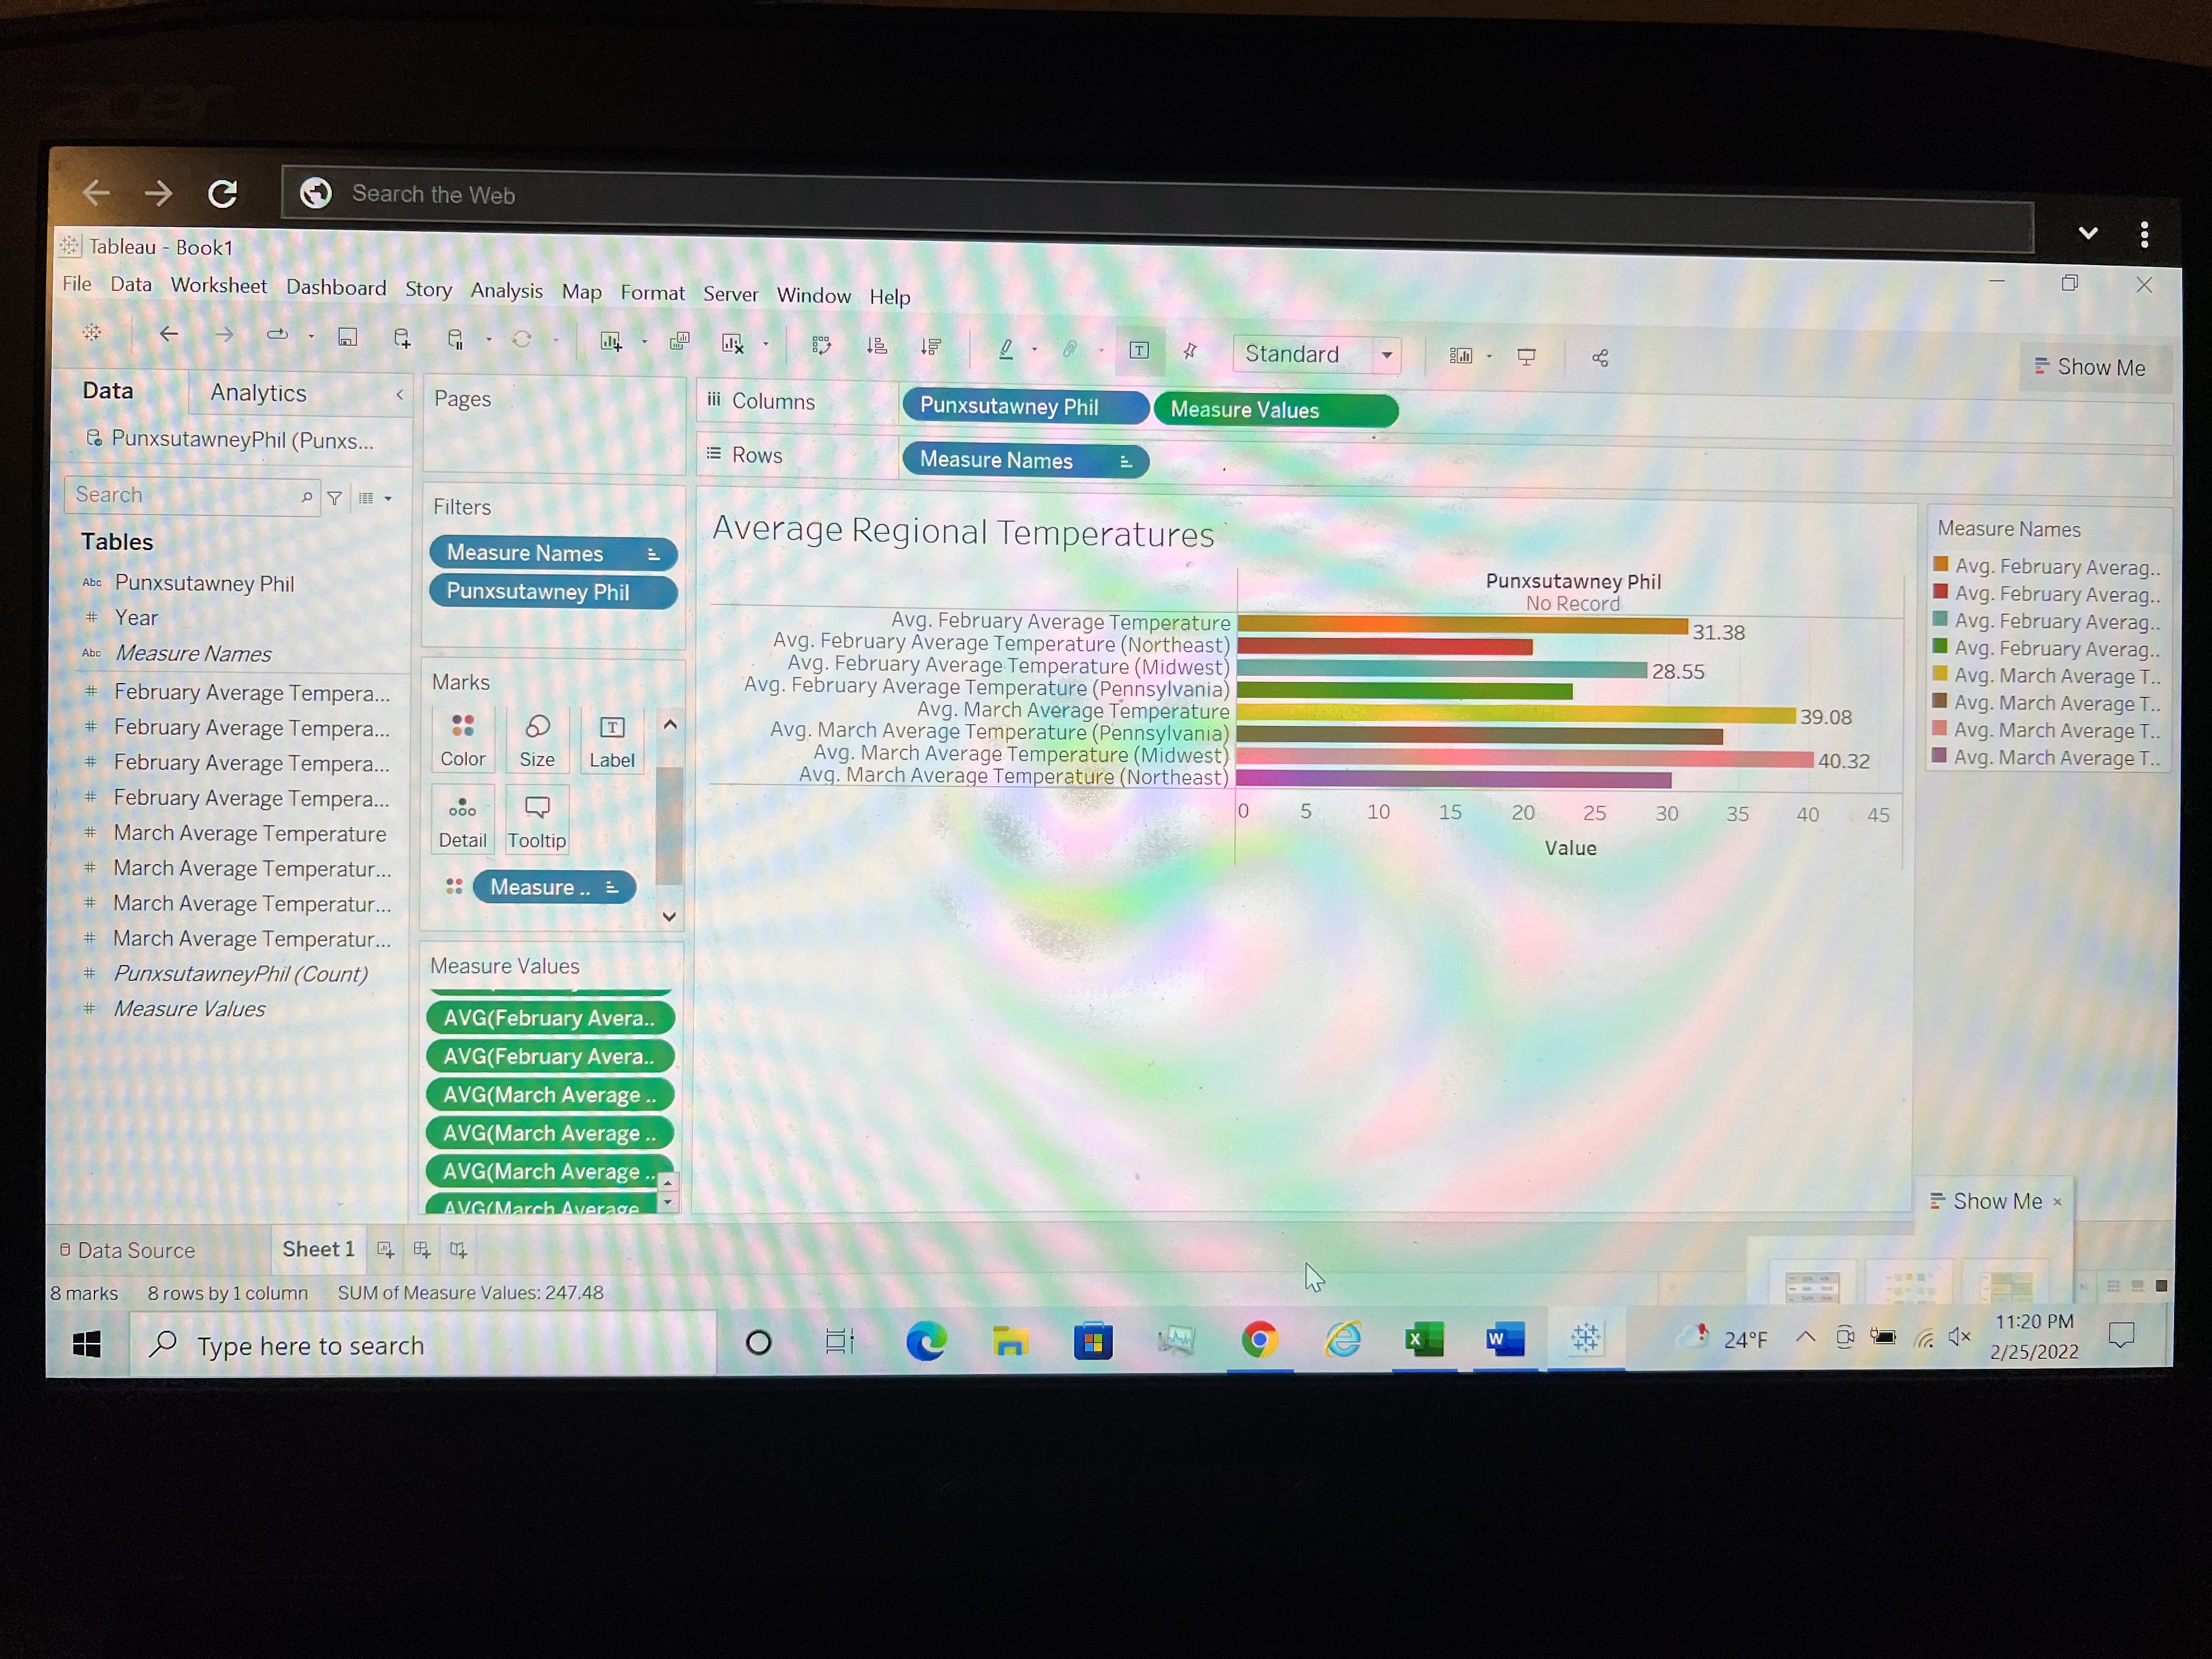 acer
Search the Web
Tableau - Book1
File Data Worksheet Dashboard Story Analysis Map Format Server Window Help
Standard
Show Me
Data Analytics
PunxsutawneyPhil (Punxs...
Search
Tables
Abc Punxsutawney Phil
# Year
Abc Measure Names
# February Average Tempera...
# February Average Tempera...
# February Average Tempera...
# February Average Tempera...
# March Average Temperature
# March Average Temperatur...
# March Average Temperatur...
# March Average Temperatur...
# PunxsutawneyPhil (Count)
# Measure Values
Pages
Filters
Measure Names
Punxsutawney Phil
Marks
Color Size Label
Detail Tooltip
Measure ..
Measure Values
AVG(February Avera..
AVG(February Avera..
AVG(March Average ..
AVG(March Average ..
AVG(March Average ..
AVG(March Average
Columns Punxsutawney Phil Measure Values
Rows Measure Names
Average Regional Temperatures
Punxsutawney Phil
No Record
Avg. February Average Temperature 31.38
Avg. February Average Temperature (Northeast)
Avg. February Average Temperature (Midwest) 28.55
Avg. February Average Temperature (Pennsylvania)
Avg. March Average Temperature 39.08
Avg. March Average Temperature (Pennsylvania)
Avg. March Average Temperature (Midwest) 40.32
Avg. March Average Temperature (Northeast)
0 5 10 15 20 25 30 35 40 45
Value
Measure Names
Avg. February Averag..
Avg. February Averag..
Avg. February Averag..
Avg. February Averag..
Avg. March Average T..
Avg. March Average T..
Avg. March Average T..
Avg. March Average T..
Show Me ×
Data Source Sheet 1
8 marks 8 rows by 1 column SUM of Measure Values: 247.48
Type here to search
24°F
11:20 PM
2/25/2022